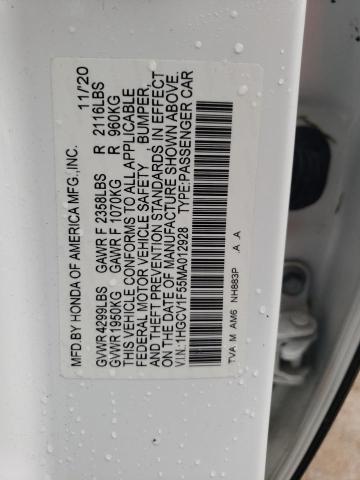 MFD.BY HONDA OF AMERICA MFG.,INC. 11/'20
GVWR 4299LBS GAWR F 2358LBS R 2116LBS
GVWR 1950KG GAWR F 1070KG R 960KG
THIS VEHICLE CONFORMS TO ALL APPLICABLE
FEDERAL MOTOR VEHICLE SAFETY BUMPER,
AND THEFT PREVENTION STANDARDS IN EFFECT
ON THE DATE OF MANUFACTURE SHOWN ABOVE.
V.I.N.:1HGCV1F55MA012928 TYPE:PASSENGER CAR
TVA M AM6 NH883P .A .A